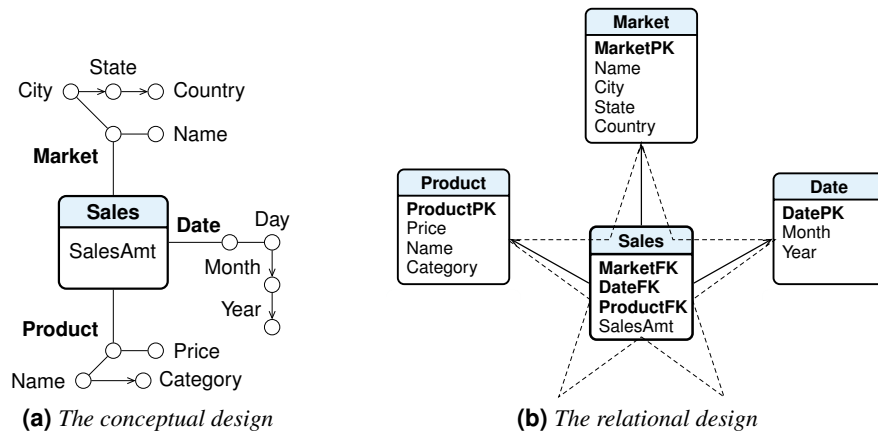 State
City
Country
Name
Market
Sales
SalesAmt
Date
Day
Month
Year
Product
Price
Name
Category
(a) The conceptual design
Market
MarketPK
Name
City
State
Country
Product
ProductPK
Price
Name
Category
Date
DatePK
Month
Year
Sales
MarketFK
DateFK
ProductFK
SalesAmt
(b) The relational design